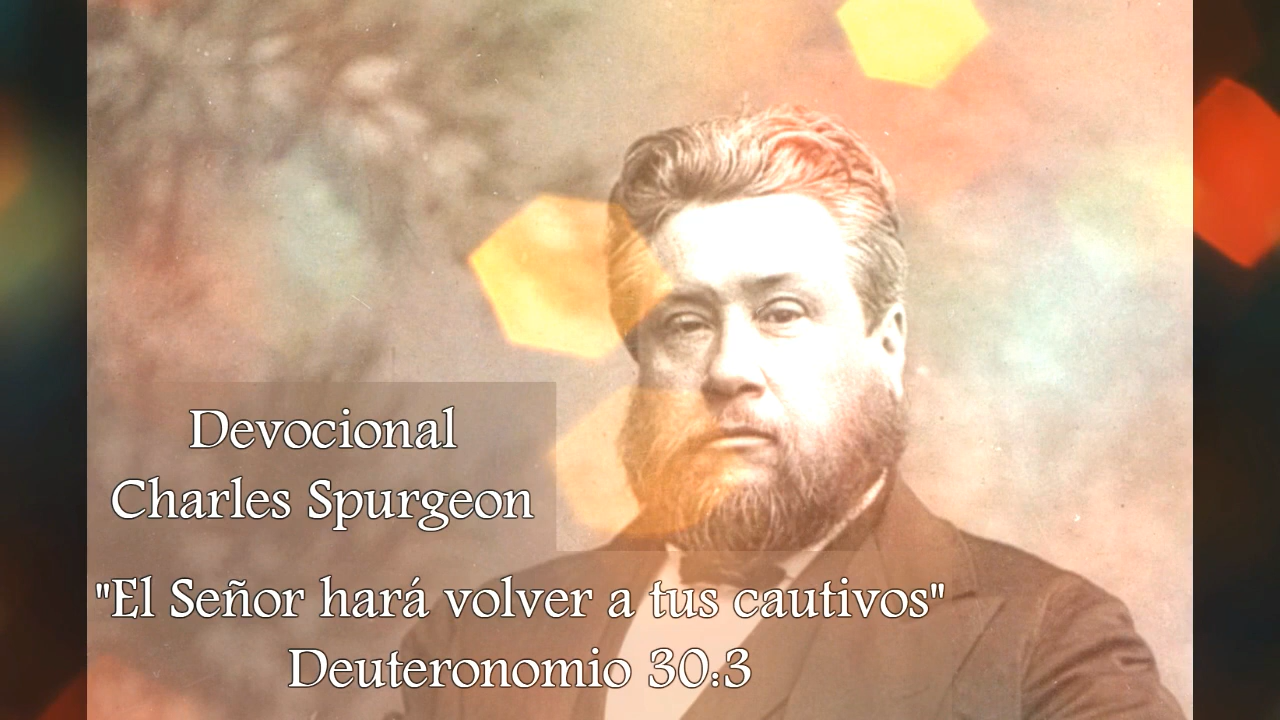 Devocional
Charles Spurgeon
"El Señor hará volver a tus cautivos"
Deuteronomio 30:3